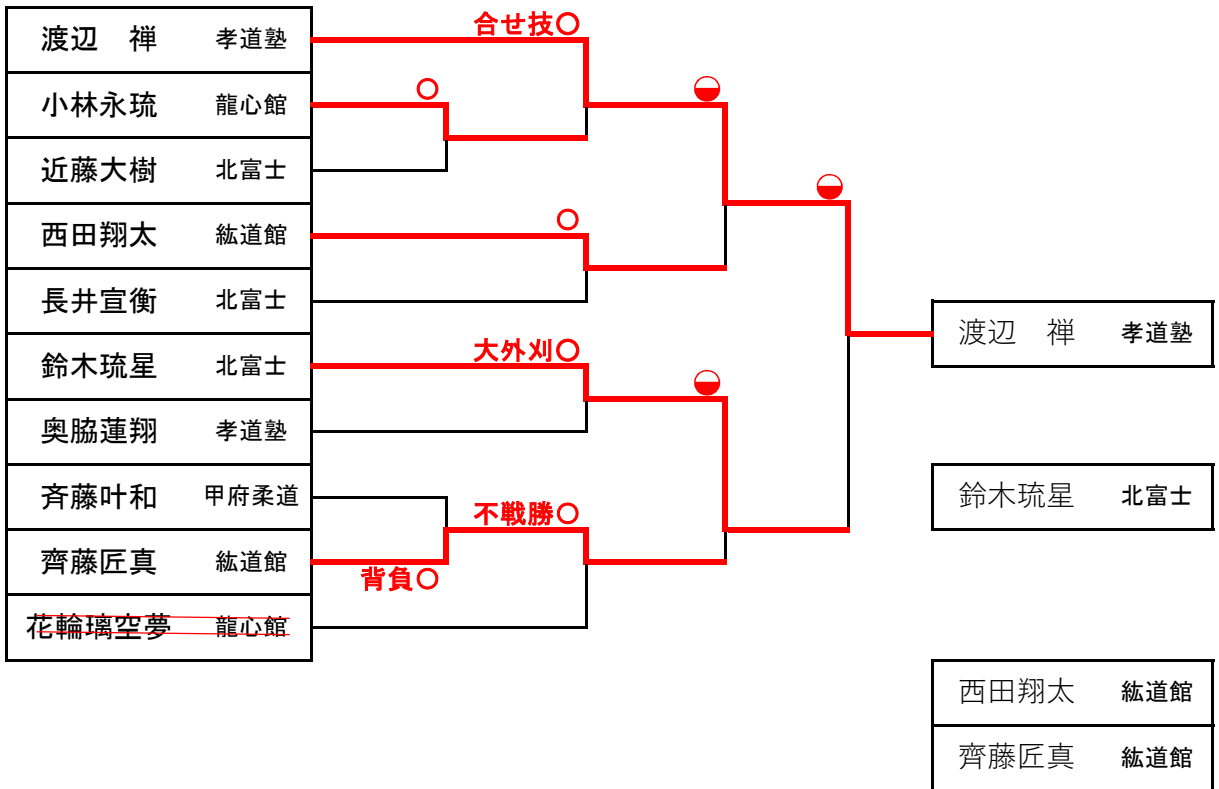 合せ技〇
渡辺　禅 孝道塾
小林永琉 龍心館
〇
近藤大樹 北富士
西田翔太 紘道館
〇
長井宣衡 北富士
渡辺　禅 孝道塾
大外刈〇
鈴木琉星 北富士
奥脇蓮翔 孝道塾
斉藤叶和 甲府柔道
鈴木琉星 北富士
不戦勝〇
齊藤匠真 紘道館
背負〇
花輪璃空夢 龍心館
西田翔太 紘道館
齊藤匠真 紘道館